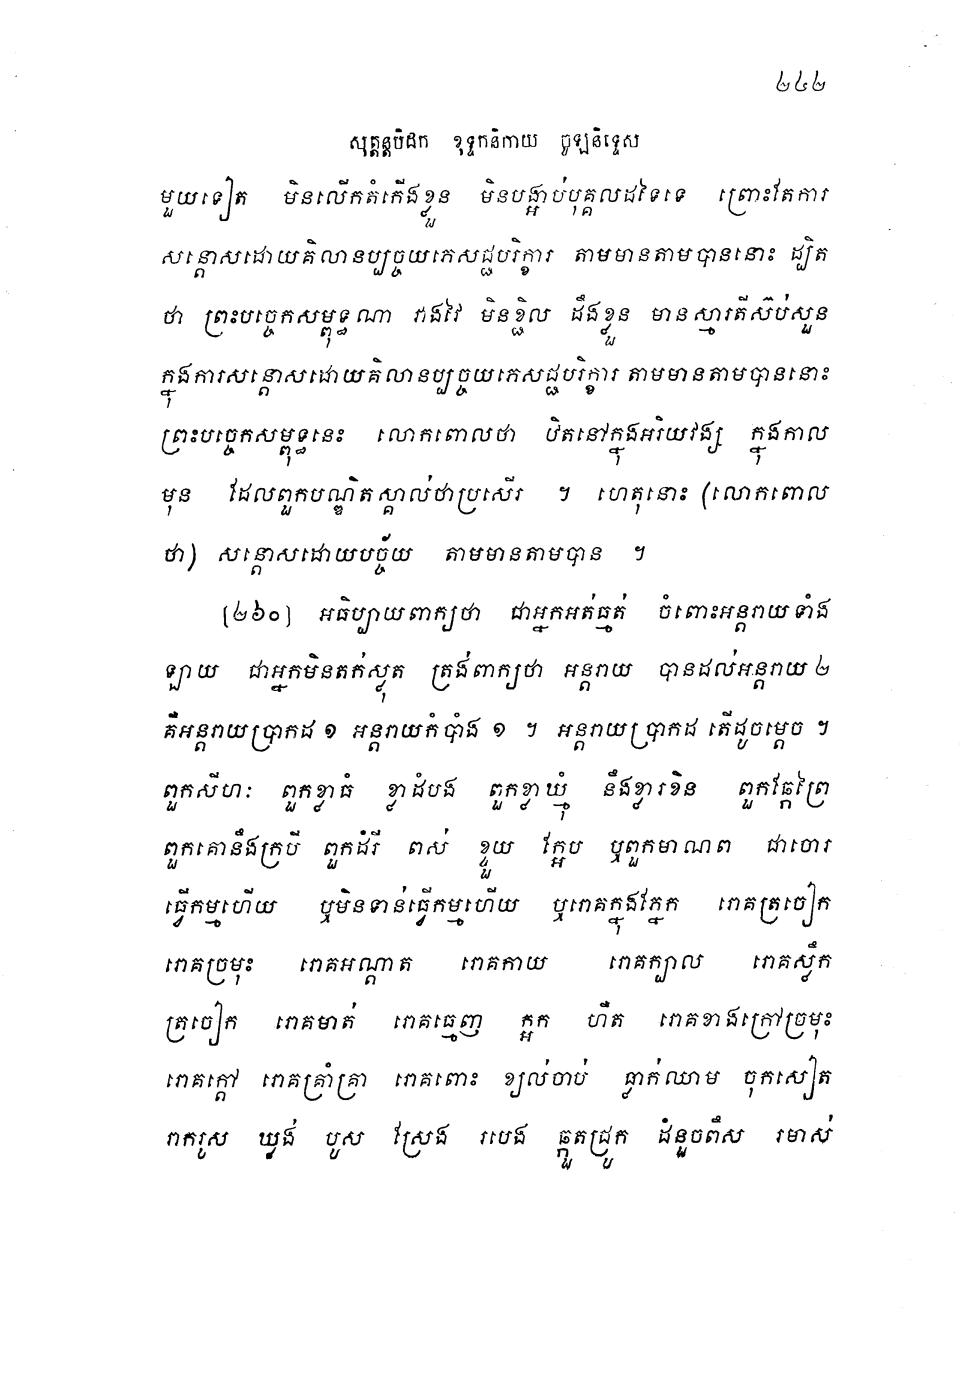 ២៤២
សុត្តន្តបិដក ខុទ្ទកនិកាយ ចូឡនិទ្ទេស
មួយទៀត មិនលើកតំកើងខ្លួន មិនបង្អាប់បុគ្គលដទៃទេ ព្រោះតែការ
សន្តោសដោយគិលានប្បច្ចយភេសជ្ជបរិក្ខារ តាមមានតាមបាននោះ ដ្បិត
ថា ព្រះបច្ចេកសម្ពុទ្ធណា វាងវៃ មិនខ្ជិល ដឹងខ្លួន មានស្មារតីស៊ប់សួន
ក្នុងការសន្តោសដោយគិលានប្បច្ចយភេសជ្ជបរិក្ខារ តាមមានតាមបាននោះ
ព្រះបច្ចេកសម្ពុទ្ធនេះ លោកពោលថា ឋិតនៅក្នុងអរិយវង្ស ក្នុងកាល
មុន ដែលពួកបណ្ឌិតស្គាល់ថាប្រសើរ ។ ហេតុនោះ (លោកពោល
ថា) សន្តោសដោយបច្ច័យ តាមមានតាមបាន ។
[២៦០] អធិប្បាយពាក្យថា ជាអ្នកអត់ធ្មត់ ចំពោះអន្តរាយទាំង
ឡាយ ជាអ្នកមិនតក់ស្លុត ត្រង់ពាក្យថា អន្តរាយ បានដល់អន្តរាយ ២
គឺអន្តរាយប្រាកដ ១ អន្តរាយកំបាំង ១ ។ អន្តរាយប្រាកដ តើដូចម្តេច ។
ពួកសីហៈ ពួកខ្លាធំ ខ្លាដំបង ពួកខ្លាឃ្មុំ នឹងខ្លារខិន ពួកឆ្កែព្រៃ
ពួកគោនឹងក្របី ពួកដំរី ពស់ ខ្ទួយ ក្អែប ឬពួកមាណព ជាចោរ
ធ្វើកម្មហើយ ឬមិនទាន់ធ្វើកម្មហើយ ឬរោគក្នុងភ្នែក រោគត្រចៀក
រោគច្រមុះ រោគអណ្តាត រោគកាយ រោគក្បាល រោគស្លឹក
ត្រចៀក រោគមាត់ រោគធ្មេញ ក្អក ហឺត រោគខាងក្រៅច្រមុះ
រោគក្តៅ រោគគ្រាំគ្រា រោគពោះ ខ្យល់ចាប់ ធ្លាក់ឈាម ចុកសៀត
រាករូស ឃ្លង់ បូស ស្រែង របេង ឆ្កួតជ្រូក ដំនួចពឹស រមាស់